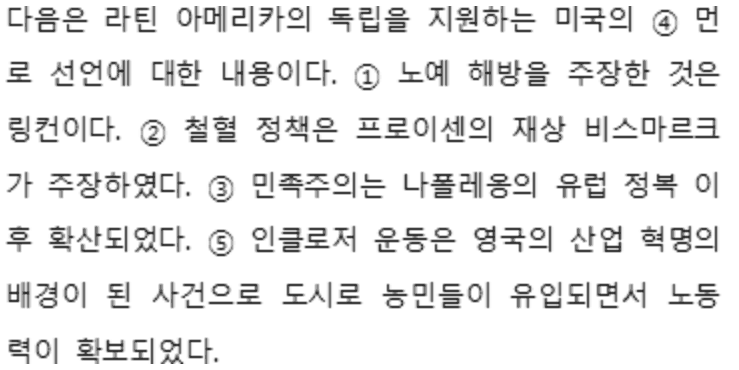 다음은 라틴 아메리카의 독립을 지원하는 미국의 ④ 먼
로 선언에 대한 내용이다. ① 노예 해방을 주장한 것은
링컨이다. ② 철혈 정책은 프로이센의 재상 비스마르크
가 주장하였다. ③ 민족주의는 나폴레옹의 유럽 정복 이
후 확산되었다. ⑤ 인클로저 운동은 영국의 산업 혁명의
배경이 된 사건으로 도시로 농민들이 유입되면서 노동
력이 확보되었다.